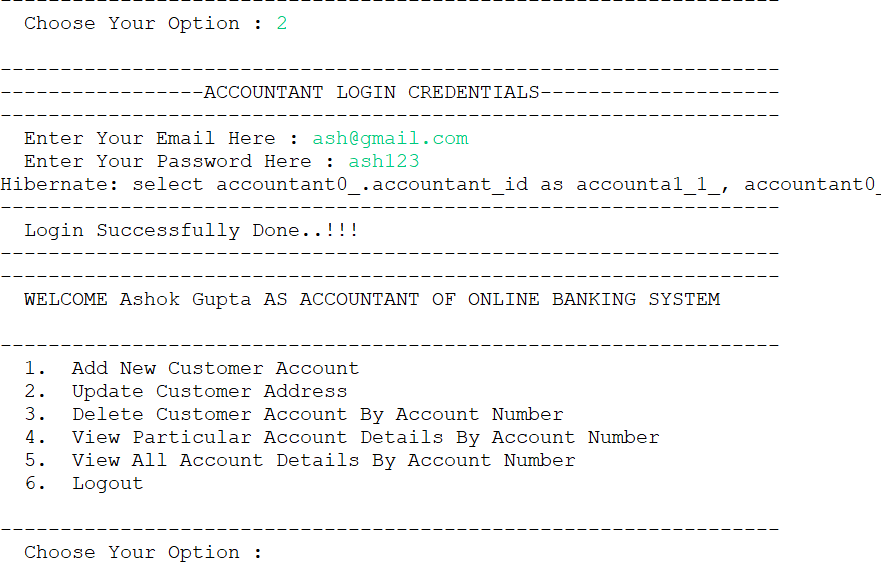 -----------------------------------------------------------------
  Choose Your Option : 2
-----------------------------------------------------------------
-----------------ACCOUNTANT LOGIN CREDENTIALS--------------------
-----------------------------------------------------------------
  Enter Your Email Here : ash@gmail.com
  Enter Your Password Here : ash123
Hibernate: select accountant0_.accountant_id as accounta1_1_, accountant0_
-----------------------------------------------------------------
  Login Successfully Done..!!!
-----------------------------------------------------------------
-----------------------------------------------------------------
  WELCOME Ashok Gupta AS ACCOUNTANT OF ONLINE BANKING SYSTEM
-----------------------------------------------------------------
  1.  Add New Customer Account
  2.  Update Customer Address
  3.  Delete Customer Account By Account Number
  4.  View Particular Account Details By Account Number
  5.  View All Account Details By Account Number
  6.  Logout
-----------------------------------------------------------------
  Choose Your Option :